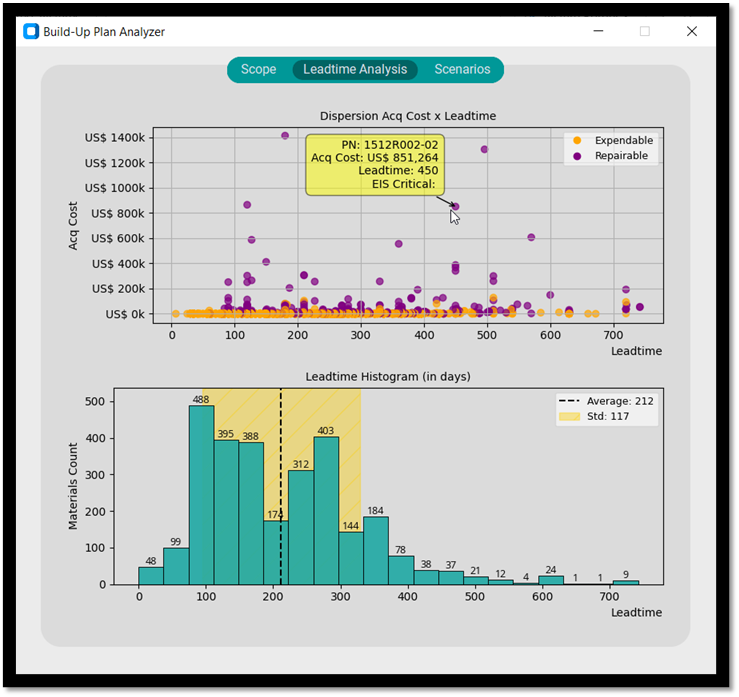 Build-Up Plan Analyzer
Scope
Leadtime Analysis
Scenarios
Dispersion Acq Cost x Leadtime
US$ 1400k
US$ 1200k
US$ 1000k
US$ 800k
US$ 600k
US$ 400k
US$ 200k
US$ 0k
Acq Cost
PN: 1512R002-02
Acq Cost: US$ 851,264
Leadtime: 450
EIS Critical:
Expendable
Repairable
0 100 200 300 400 500 600 700
Leadtime
Leadtime Histogram (in days)
500
400
300
200
100
0
Materials Count
48 99 488 395 388 174 312 403 144 184 78 38 37 21 12 4 24 1 1 9
Average: 212
Std: 117
0 100 200 300 400 500 600 700
Leadtime